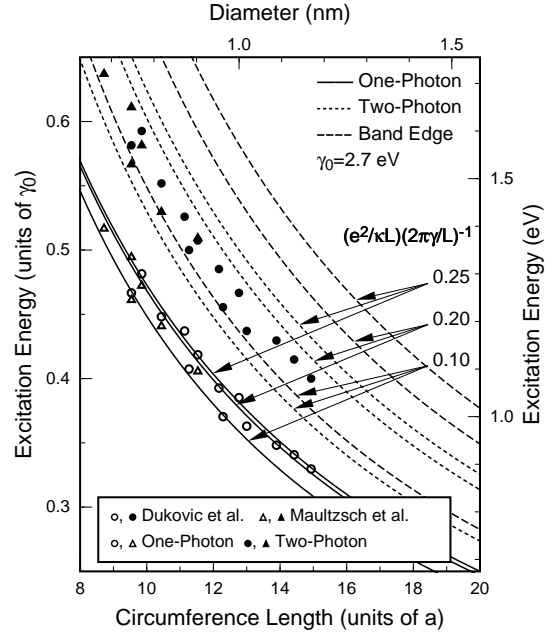 Diameter (nm)
1.0
1.5
One-Photon
Two-Photon
Band Edge
γ0=2.7 eV
(e2/κL)(2πγ/L)-1
0.25
0.20
0.10
Excitation Energy (units of γ0)
0.6
0.5
0.4
0.3
Excitation Energy (eV)
1.5
1.0
○, ● Dukovic et al. △, ▲ Maultzsch et al.
○, △ One-Photon ●, ▲ Two-Photon
8 10 12 14 16 18 20
Circumference Length (units of a)